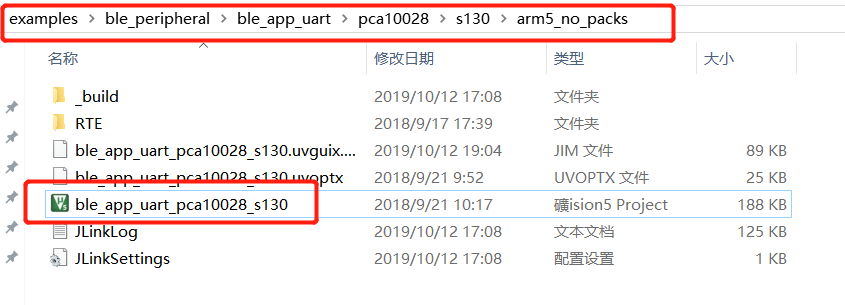 examples > ble_peripheral > ble_app_uart > pca10028 > s130 > arm5_no_packs
名称 修改日期 类型 大小
_build 2019/10/12 17:08 文件夹
RTE 2018/9/17 17:39 文件夹
ble_app_uart_pca10028_s130.uvguix.... 2019/10/12 19:04 JIM 文件 89 KB
ble_app_uart_pca10028_s130.uvoptx 2018/9/21 9:52 UVOPTX 文件 25 KB
ble_app_uart_pca10028_s130 2018/9/21 10:17 礦ision5 Project 188 KB
JLinkLog 2019/10/12 17:08 文本文档 125 KB
JLinkSettings 2019/10/12 17:08 配置设置 1 KB